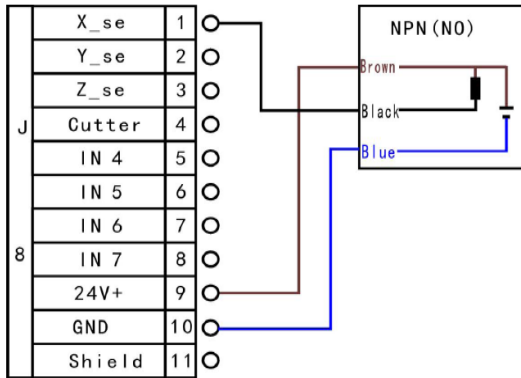 J 8
X_se 1
Y_se 2
Z_se 3
Cutter 4
IN 4 5
IN 5 6
IN 6 7
IN 7 8
24V+ 9
GND 10
Shield 11
NPN(NO)
Brown
Black
Blue